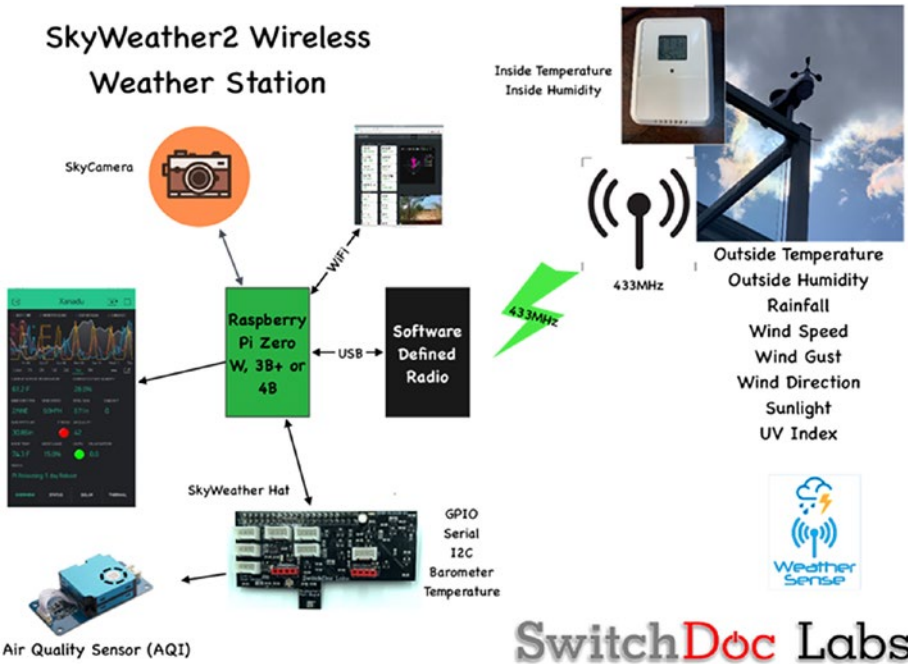 SkyWeather2 Wireless
Weather Station
Inside Temperature
Inside Humidity
SkyCamera
WiFi
433MHz
433MHz
Outside Temperature
Outside Humidity
Rainfall
Wind Speed
Wind Gust
Wind Direction
Sunlight
UV Index
Xanadu
Raspberry
Pi Zero
W, 3B+ or
4B
USB
Software
Defined
Radio
SkyWeather Hat
GPIO
Serial
I2C
Barometer
Temperature
Weather
Sense
Air Quality Sensor (AQI)
SwitchDoc Labs